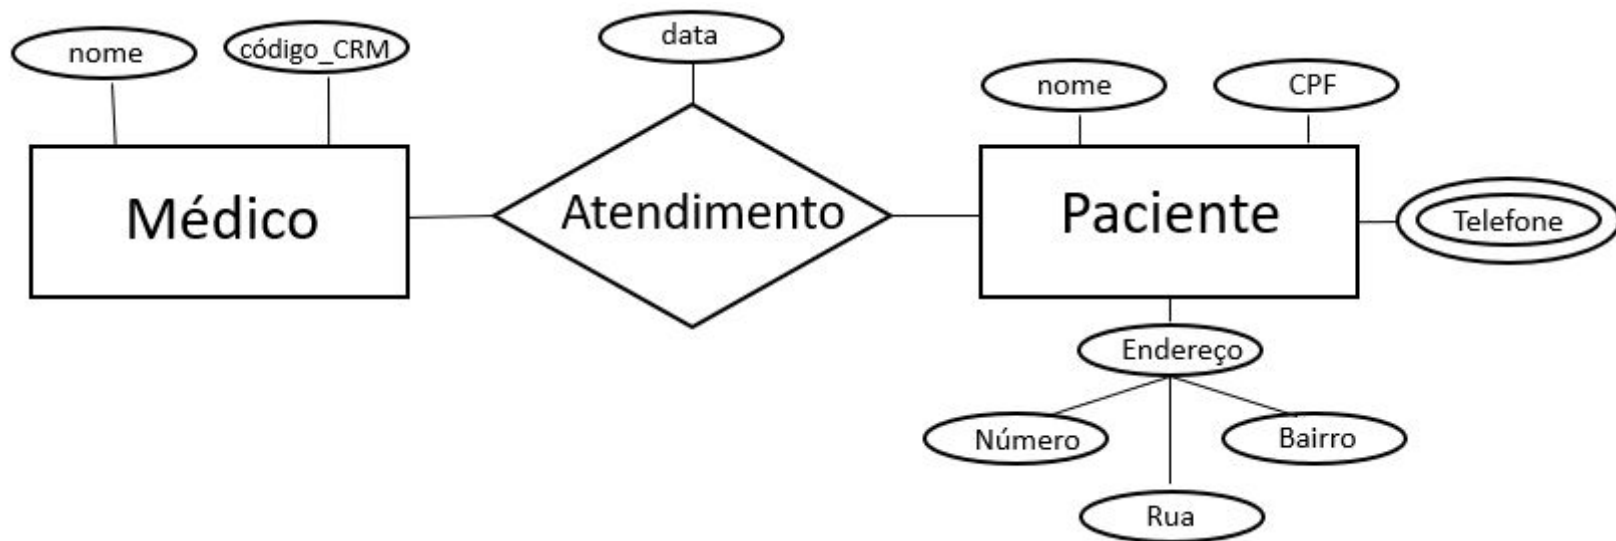 nome
código_CRM
data
nome
CPF
Médico
Atendimento
Paciente
Telefone
Endereço
Número
Bairro
Rua